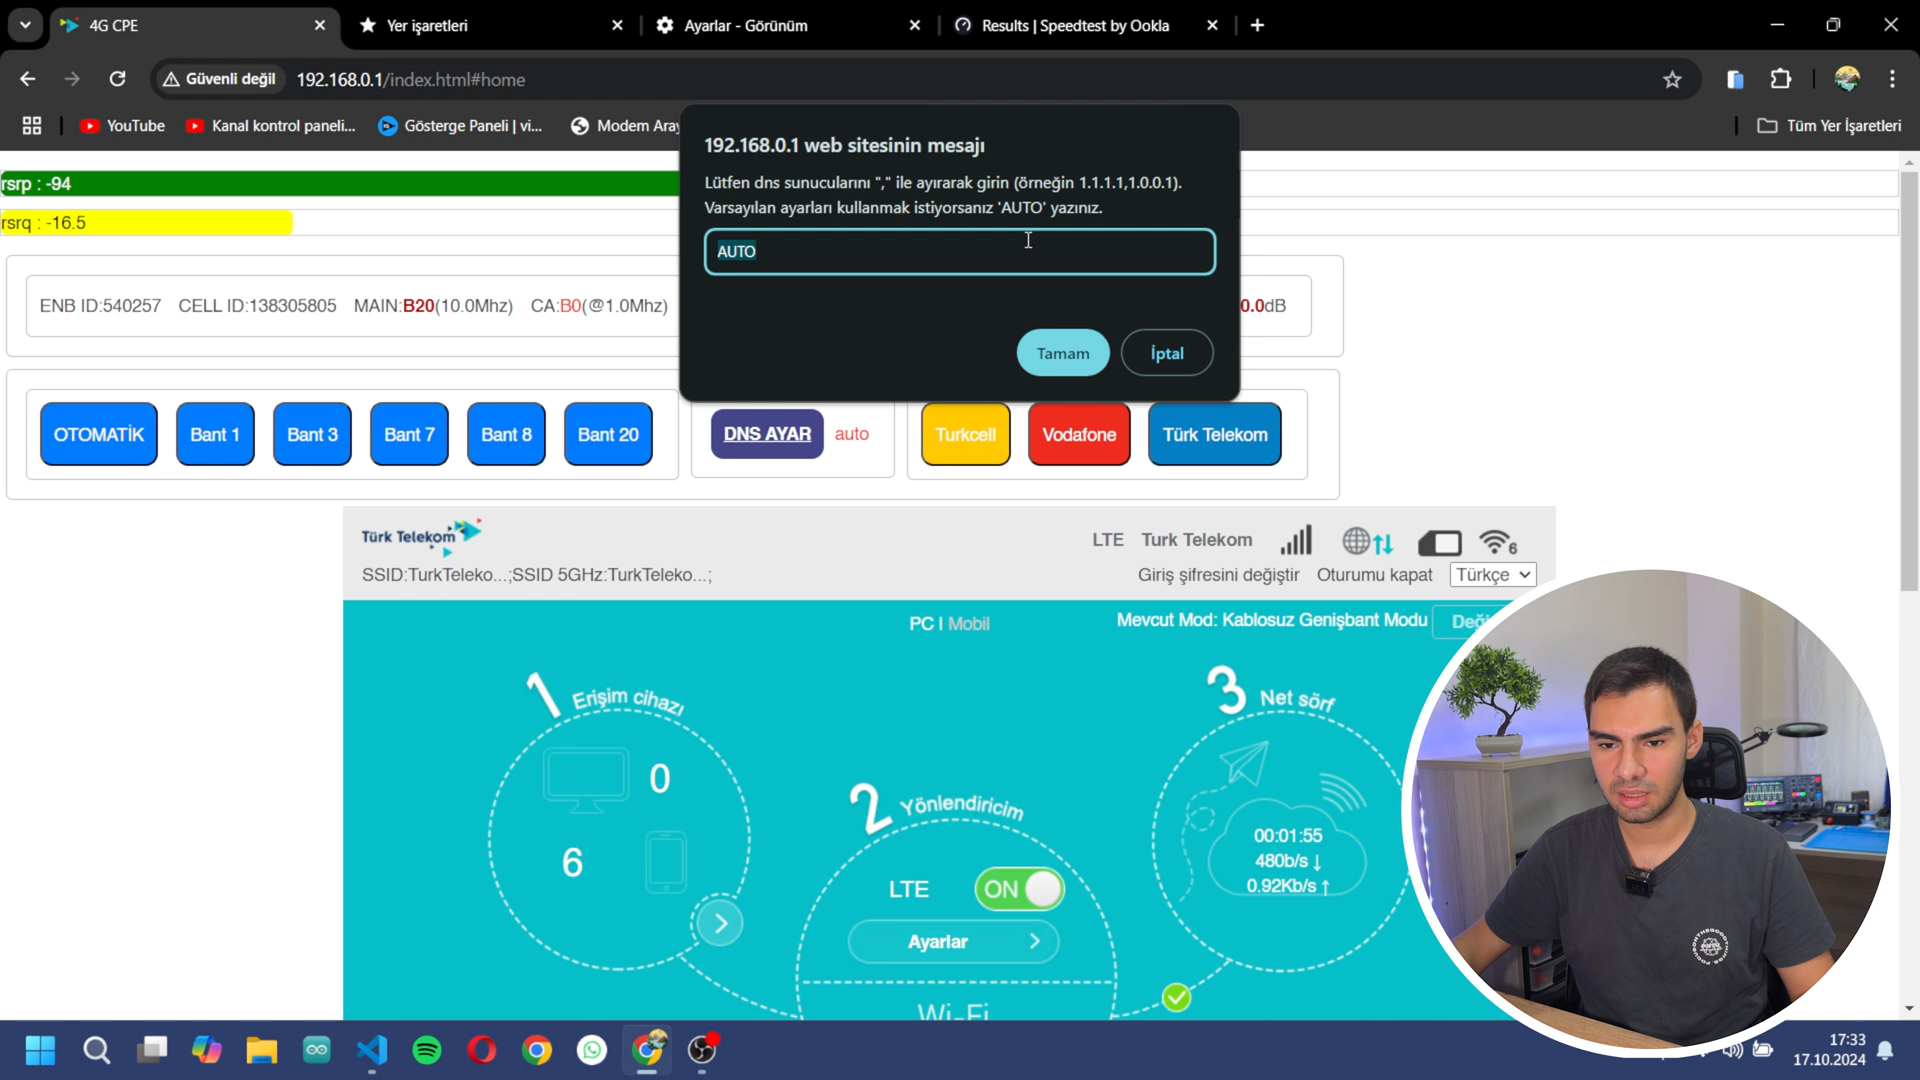 4G CPE
Yer işaretleri
Ayarlar - Görünüm
Results | Speedtest by Ookla
Güvenli değil
192.168.0.1/index.html#home
YouTube
Kanal kontrol paneli...
Gösterge Paneli | vi...
Modem Aray
Tüm Yer İşaretleri
192.168.0.1 web sitesinin mesajı
Lütfen dns sunucularını "," ile ayırarak girin (örneğin 1.1.1.1,1.0.0.1).
Varsayılan ayarları kullanmak istiyorsanız 'AUTO' yazınız.
AUTO
Tamam
İptal
rsrp : -94
rsrq : -16.5
ENB ID:540257 CELL ID:138305805 MAIN:B20(10.0Mhz) CA:B0(@1.0Mhz)
0.0dB
OTOMATİK
Bant 1
Bant 3
Bant 7
Bant 8
Bant 20
DNS AYAR
auto
Turkcell
Vodafone
Türk Telekom
Türk Telekom
LTE Turk Telekom
6
SSID:TurkTeleko...;SSID 5GHz:TurkTeleko...;
Giriş şifresini değiştir
Oturumu kapat
Türkçe
PC | Mobil
Mevcut Mod: Kablosuz Genişbant Modu
1 Erişim cihazı
0
6
2 Yönlendiricim
LTE
ON
Ayarlar
Wi-Fi
3 Net sörf
00:01:55
480b/s↓
0.92Kb/s↑
17:33
17.10.2024